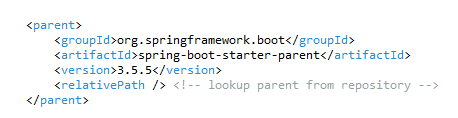 <parent>
    <groupId>org.springframework.boot</groupId>
    <artifactId>spring-boot-starter-parent</artifactId>
    <version>3.5.5</version>
    <relativePath /> <!-- lookup parent from repository -->
</parent>